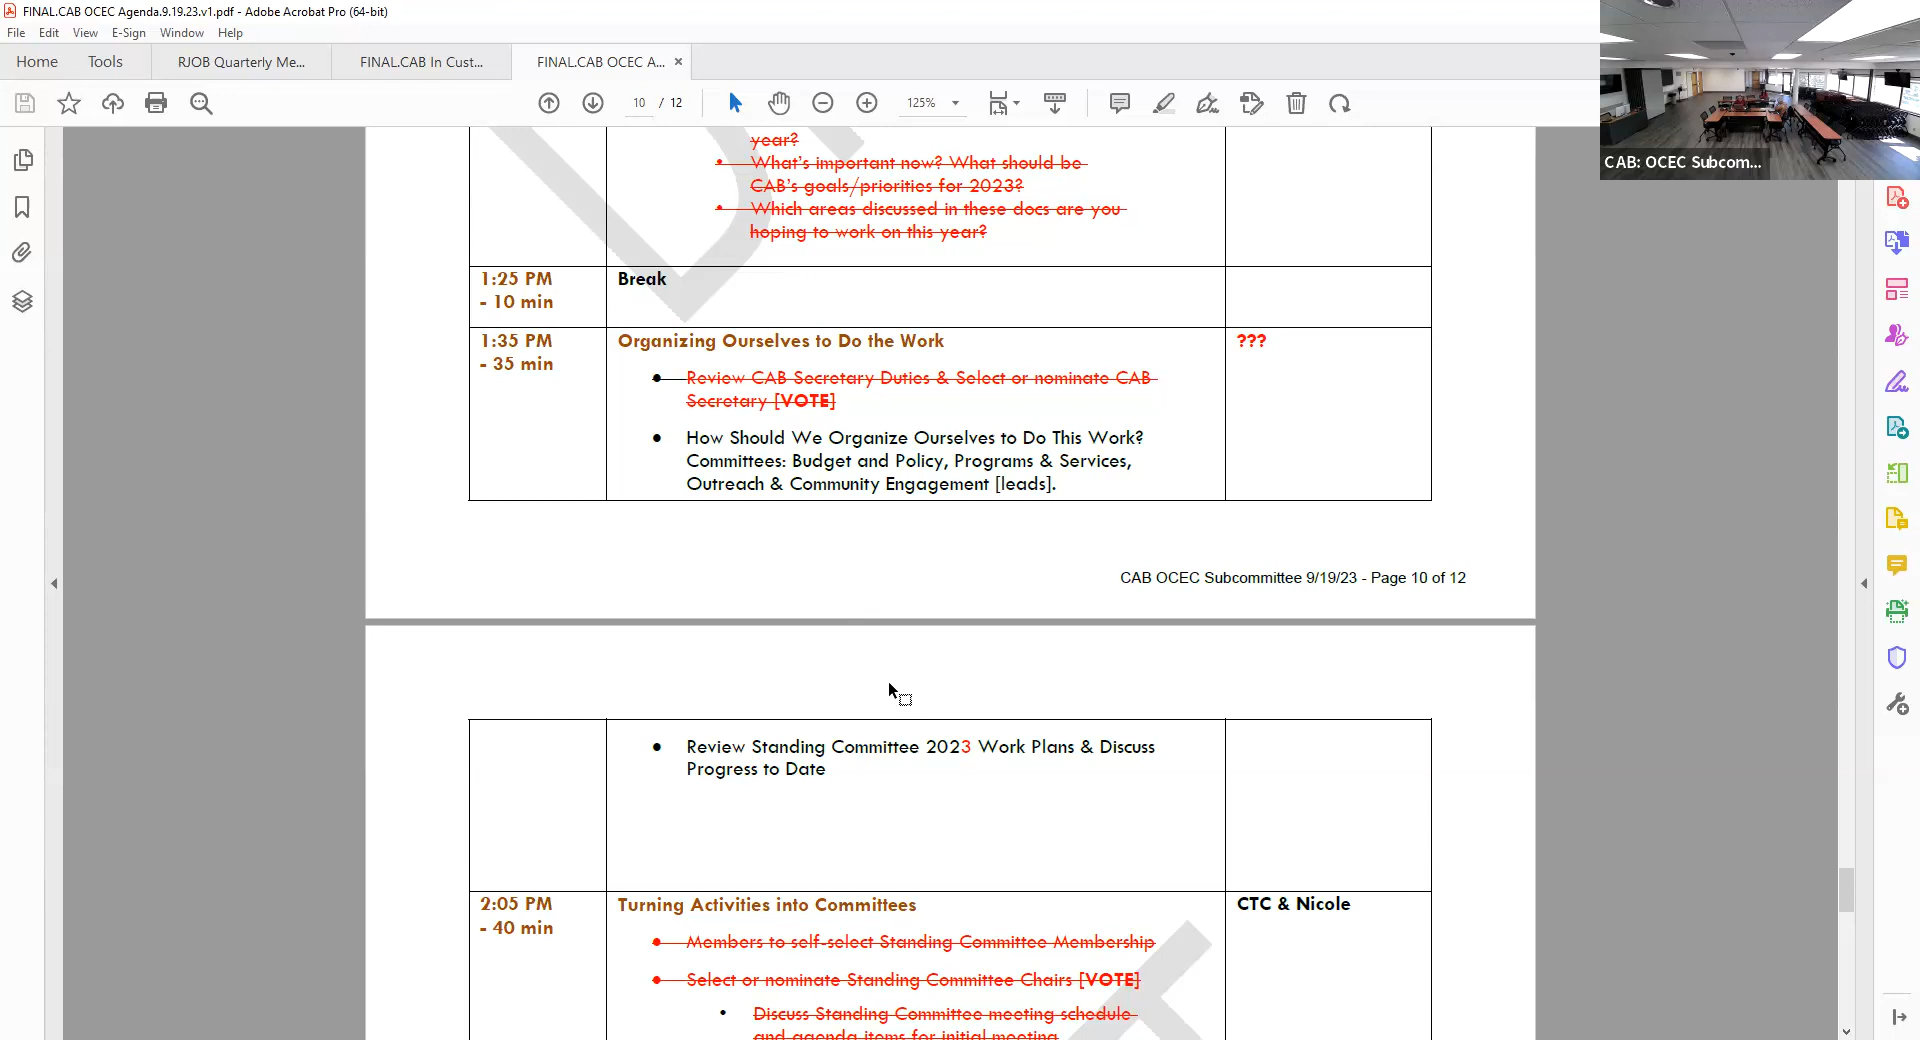 FINAL.CAB OCEC Agenda.9.19.23.v1.pdf - Adobe Acrobat Pro (64-bit)
File Edit View E-Sign Window Help
Home Tools RJOB Quarterly Me... FINAL.CAB In Cust... FINAL.CAB OCEC A... ×
10 / 12 125%
CAB: OCEC Subcom...
year?
• What's important now? What should be
CAB's goals/priorities for 2023?
• Which areas discussed in these docs are you
hoping to work on this year?
1:25 PM Break
- 10 min
1:35 PM Organizing Ourselves to Do the Work ???
- 35 min
• Review CAB Secretary Duties & Select or nominate CAB
Secretary [VOTE]
• How Should We Organize Ourselves to Do This Work?
Committees: Budget and Policy, Programs & Services,
Outreach & Community Engagement [leads].
CAB OCEC Subcommittee 9/19/23 - Page 10 of 12
• Review Standing Committee 2023 Work Plans & Discuss
Progress to Date
2:05 PM Turning Activities into Committees CTC & Nicole
- 40 min
• Members to self-select Standing Committee Membership
• Select or nominate Standing Committee Chairs [VOTE]
• Discuss Standing Committee meeting schedule
and agenda items for initial meeting